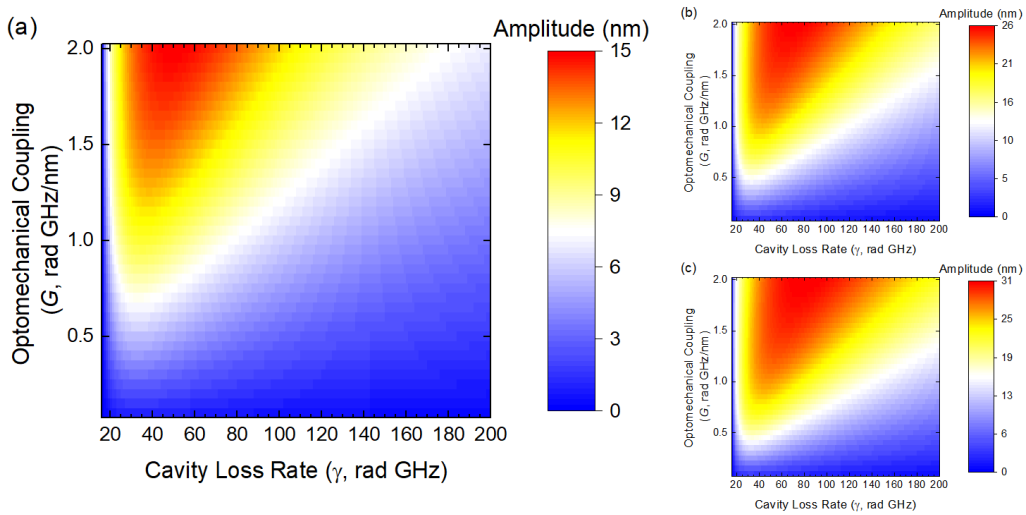 (a)
Amplitude (nm)
15
12
9
6
3
0
2.0
1.5
1.0
0.5
Optomechanical Coupling
(G, rad GHz/nm)
20 40 60 80 100 120 140 160 180 200
Cavity Loss Rate (γ, rad GHz)
(b)
Amplitude (nm)
26
21
16
10
5
0
2.0
1.5
1.0
0.5
Optomechanical Coupling
(G, rad GHz/nm)
20 40 60 80 100 120 140 160 180 200
Cavity Loss Rate (γ, rad GHz)
(c)
Amplitude (nm)
31
25
19
13
6
0
2.0
1.5
1.0
0.5
Optomechanical Coupling
(G, rad GHz/nm)
20 40 60 80 100 120 140 160 180 200
Cavity Loss Rate (γ, rad GHz)